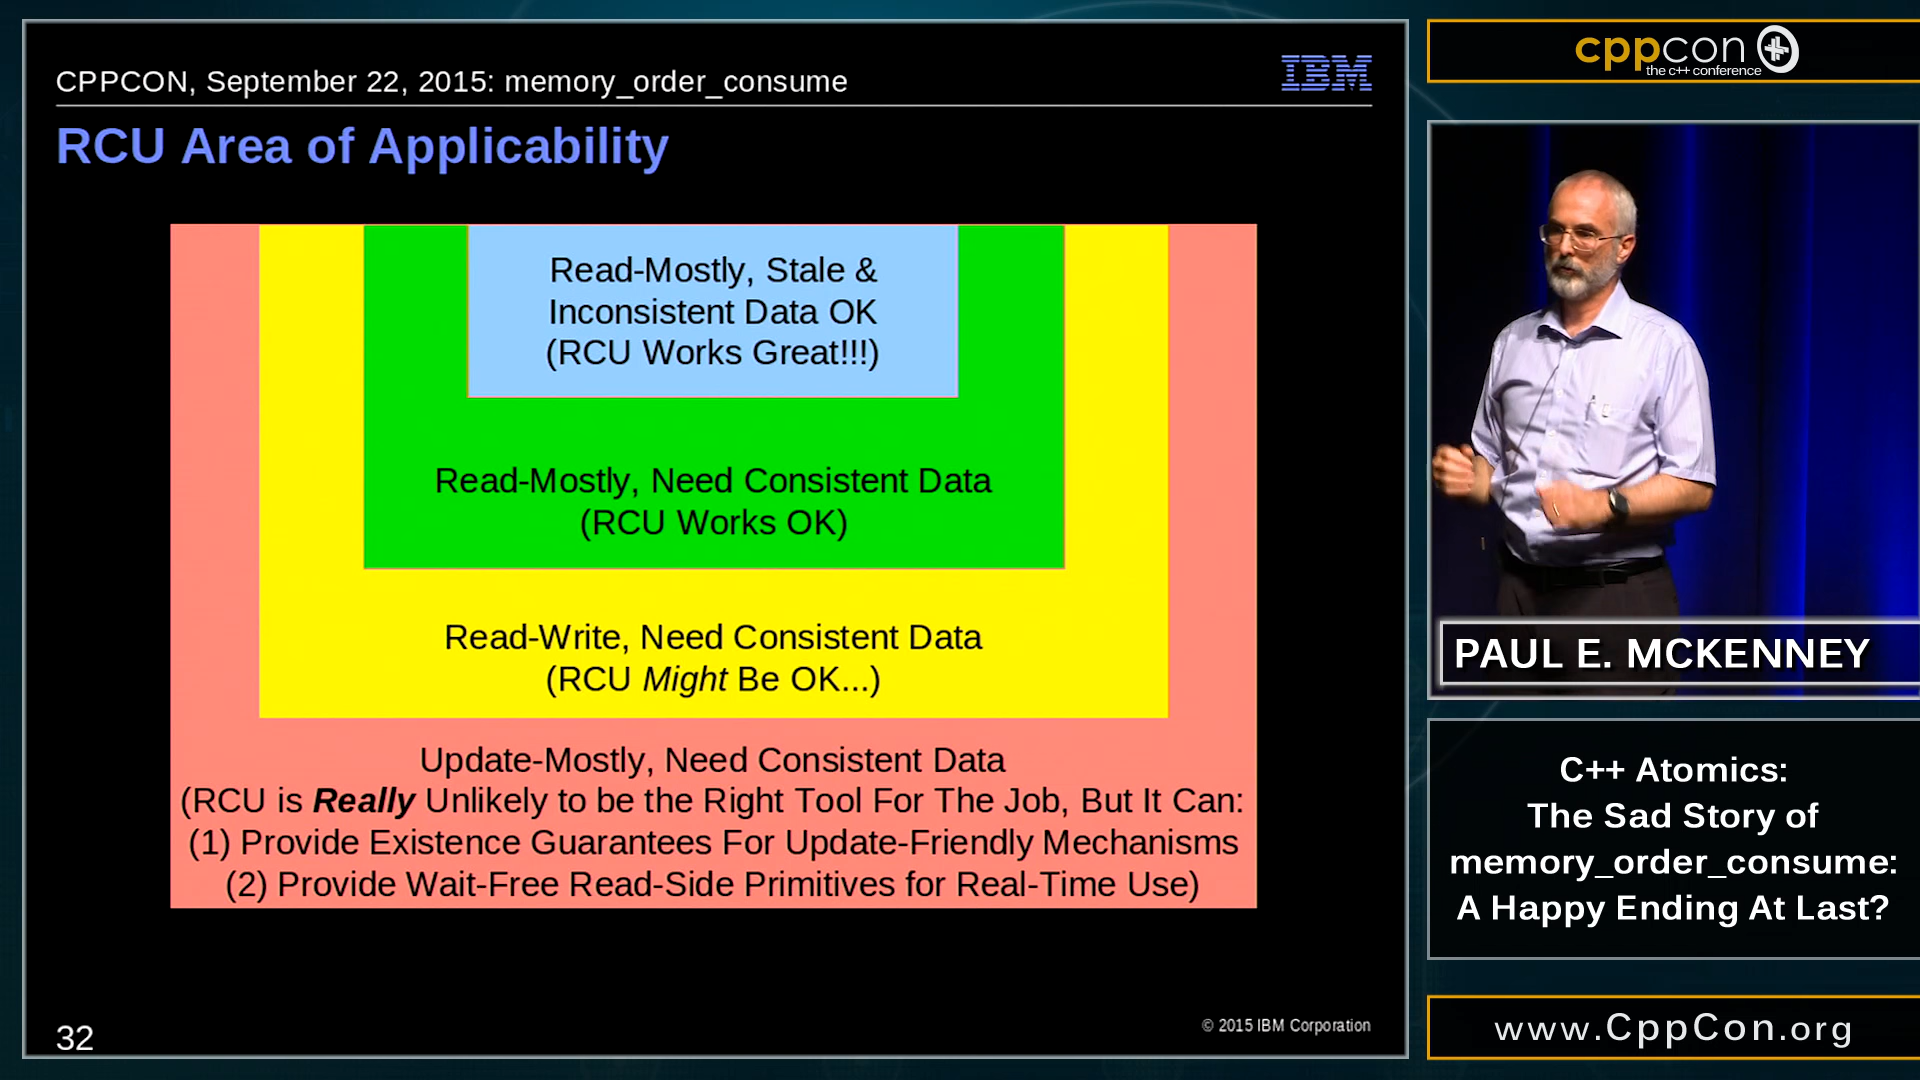 CPPCON, September 22, 2015: memory_order_consume
IBM
RCU Area of Applicability
Read-Mostly, Stale &
Inconsistent Data OK
(RCU Works Great!!!)
Read-Mostly, Need Consistent Data
(RCU Works OK)
Read-Write, Need Consistent Data
(RCU Might Be OK...)
Update-Mostly, Need Consistent Data
(RCU is Really Unlikely to be the Right Tool For The Job, But It Can:
(1) Provide Existence Guarantees For Update-Friendly Mechanisms
(2) Provide Wait-Free Read-Side Primitives for Real-Time Use)
32
© 2015 IBM Corporation
cppcon
the c++ conference
PAUL E. MCKENNEY
C++ Atomics:
The Sad Story of
memory_order_consume:
A Happy Ending At Last?
www.CppCon.org